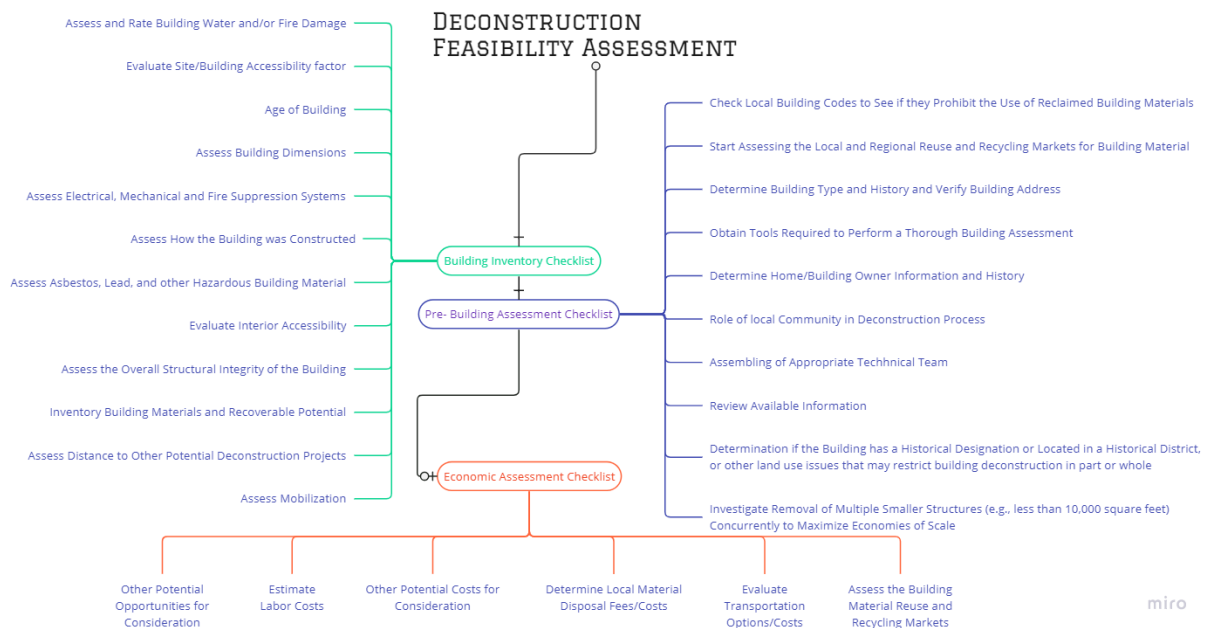 DECONSTRUCTION
FEASIBILITY ASSESSMENT
Assess and Rate Building Water and/or Fire Damage
Evaluate Site/Building Accessibility factor
Age of Building
Assess Building Dimensions
Assess Electrical, Mechanical and Fire Suppression Systems
Assess How the Building was Constructed
Assess Asbestos, Lead, and other Hazardous Building Material
Evaluate Interior Accessibility
Assess the Overall Structural Integrity of the Building
Inventory Building Materials and Recoverable Potential
Assess Distance to Other Potential Deconstruction Projects
Assess Mobilization
Building Inventory Checklist
Pre- Building Assessment Checklist
Check Local Building Codes to See if they Prohibit the Use of Reclaimed Building Materials
Start Assessing the Local and Regional Reuse and Recycling Markets for Building Material
Determine Building Type and History and Verify Building Address
Obtain Tools Required to Perform a Thorough Building Assessment
Determine Home/Building Owner Information and History
Role of local Community in Deconstruction Process
Assembling of Appropriate Techhnical Team
Review Available Information
Determination if the Building has a Historical Designation or Located in a Historical District,
or other land use issues that may restrict building deconstruction in part or whole
Investigate Removal of Multiple Smaller Structures (e.g., less than 10,000 square feet)
Concurrently to Maximize Economies of Scale
Economic Assessment Checklist
Other Potential
Opportunities for
Consideration
Estimate
Labor Costs
Other Potential Costs for
Consideration
Determine Local Material
Disposal Fees/Costs
Evaluate
Transportation
Options/Costs
Assess the Building
Material Reuse and
Recycling Markets
miro